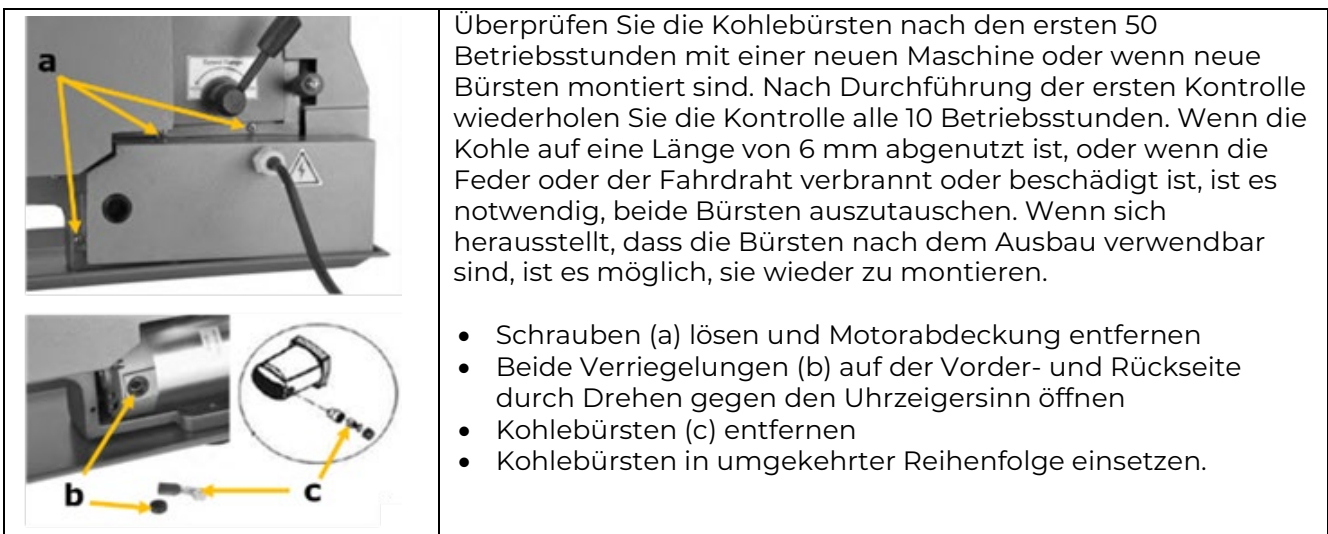 a
b
c
Überprüfen Sie die Kohlebürsten nach den ersten 50
Betriebsstunden mit einer neuen Maschine oder wenn neue
Bürsten montiert sind. Nach Durchführung der ersten Kontrolle
wiederholen Sie die Kontrolle alle 10 Betriebsstunden. Wenn die
Kohle auf eine Länge von 6 mm abgenutzt ist, oder wenn die
Feder oder der Fahrdraht verbrannt oder beschädigt ist, ist es
notwendig, beide Bürsten auszutauschen. Wenn sich
herausstellt, dass die Bürsten nach dem Ausbau verwendbar
sind, ist es möglich, sie wieder zu montieren.
• Schrauben (a) lösen und Motorabdeckung entfernen
• Beide Verriegelungen (b) auf der Vorder- und Rückseite
durch Drehen gegen den Uhrzeigersinn öffnen
• Kohlebürsten (c) entfernen
• Kohlebürsten in umgekehrter Reihenfolge einsetzen.